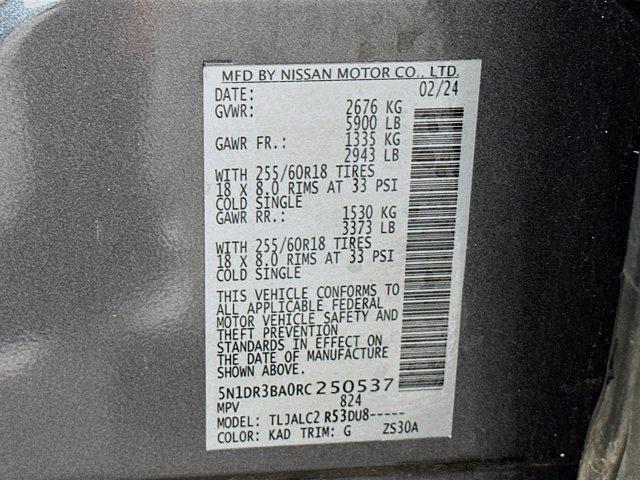 MFD BY NISSAN MOTOR CO., LTD.
DATE: 02/24
GVWR: 2676 KG
5900 LB
GAWR FR.: 1335 KG
2943 LB
WITH 255/60R18 TIRES
18 X 8.0 RIMS AT 33 PSI
COLD SINGLE
GAWR RR.: 1530 KG
3373 LB
WITH 255/60R18 TIRES
18 X 8.0 RIMS AT 33 PSI
COLD SINGLE
THIS VEHICLE CONFORMS TO
ALL APPLICABLE FEDERAL
MOTOR VEHICLE SAFETY AND
THEFT PREVENTION
STANDARDS IN EFFECT ON
THE DATE OF MANUFACTURE
SHOWN ABOVE.
5N1DR3BA0RC250537
MPV 824
MODEL: TLJALC2 R53DU8-----
COLOR: KAD TRIM: G ZS30A